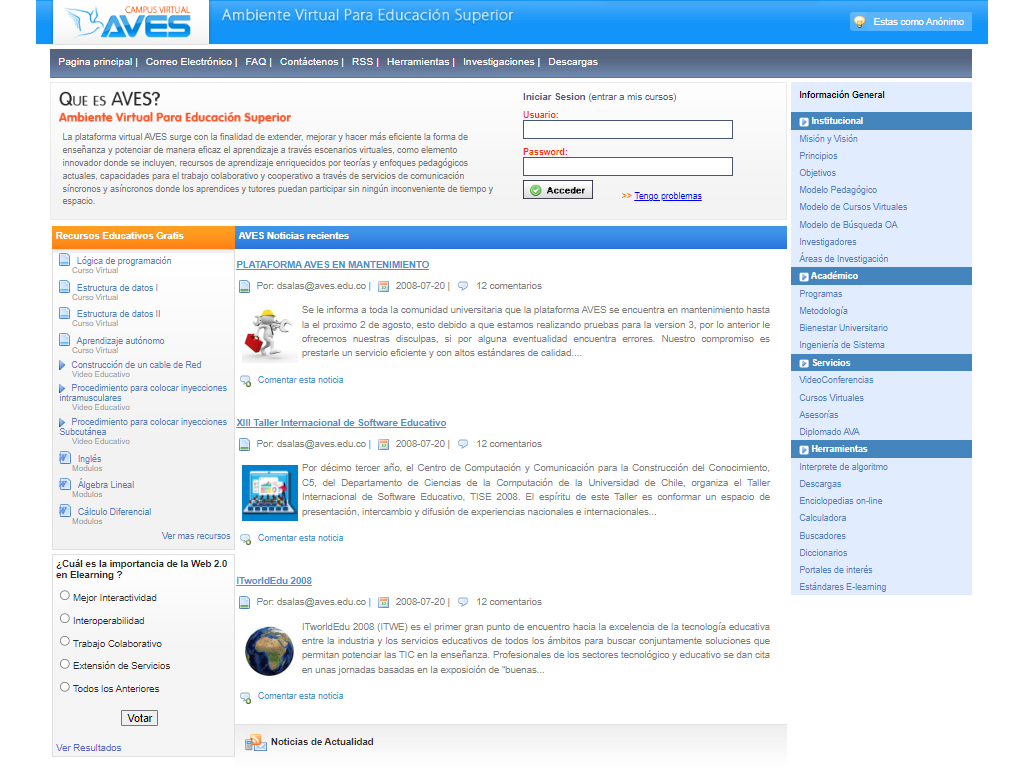 CAMPUS VIRTUAL
AVES
Ambiente Virtual Para Educación Superior
Estas como Anónimo
Pagina principal | Correo Electrónico | FAQ | Contáctenos | RSS | Herramientas | Investigaciones | Descargas
Que es AVES?
Ambiente Virtual Para Educación Superior
La plataforma virtual AVES surge con la finalidad de extender, mejorar y hacer más eficiente la forma de
enseñanza y potenciar de manera eficaz el aprendizaje a través escenarios virtuales, como elemento
innovador donde se incluyen, recursos de aprendizaje enriquecidos por teorías y enfoques pedagógicos
actuales, capacidades para el trabajo colaborativo y cooperativo a través de servicios de comunicación
síncronos y asíncronos donde los aprendices y tutores puedan participar sin ningún inconveniente de tiempo y
espacio.
Iniciar Sesion (entrar a mis cursos)
Usuario:
Password:
Acceder
>> Tengo problemas
Recursos Educativos Gratis
Lógica de programación
Curso Virtual
Estructura de datos I
Curso Virtual
Estructura de datos II
Curso Virtual
Aprendizaje autónomo
Curso Virtual
Construcción de un cable de Red
Video Educativo
Procedimiento para colocar inyecciones
intramusculares
Video Educativo
Procedimiento para colocar inyecciones
Subcutánea
Video Educativo
Inglés
Modulos
Álgebra Lineal
Modulos
Cálculo Diferencial
Modulos
Ver mas recursos
¿Cuál es la importancia de la Web 2.0
en Elearning ?
Mejor Interactividad
Interoperabilidad
Trabajo Colaborativo
Extensión de Servicios
Todos los Anteriores
Votar
Ver Resultados
AVES Noticias recientes
PLATAFORMA AVES EN MANTENIMIENTO
Por: dsalas@aves.edu.co | 2008-07-20 | 12 comentarios
Se le informa a toda la comunidad universitaria que la plataforma AVES se encuentra en mantenimiento hasta
la el proximo 2 de agosto, esto debido a que estamos realizando pruebas para la version 3, por lo anterior le
ofrecemos nuestras disculpas, si por alguna eventualidad encuentra errores. Nuestro compromiso es
prestarle un servicio eficiente y con altos estándares de calidad....
Comentar esta noticia
XIII Taller Internacional de Software Educativo
Por: dsalas@aves.edu.co | 2008-07-20 | 12 comentarios
Por décimo tercer año, el Centro de Computación y Comunicación para la Construcción del Conocimiento,
C5, del Departamento de Ciencias de la Computación de la Universidad de Chile, organiza el Taller
Internacional de Software Educativo, TISE 2008. El espíritu de este Taller es conformar un espacio de
presentación, intercambio y difusión de experiencias nacionales e internacionales...
Comentar esta noticia
ITworldEdu 2008
Por: dsalas@aves.edu.co | 2008-07-20 | 12 comentarios
ITworldEdu 2008 (ITWE) es el primer gran punto de encuentro hacia la excelencia de la tecnología educativa
entre la industria y los servicios educativos de todos los ámbitos para buscar conjuntamente soluciones que
permitan potenciar las TIC en la enseñanza. Profesionales de los sectores tecnológico y educativo se dan cita
en unas jornadas basadas en la exposición de "buenas...
Comentar esta noticia
Noticias de Actualidad
Información General
Institucional
Misión y Visión
Principios
Objetivos
Modelo Pedagógico
Modelo de Cursos Virtuales
Modelo de Búsqueda OA
Investigadores
Áreas de Investigación
Académico
Programas
Metodología
Bienestar Universitario
Ingeniería de Sistema
Servicios
VideoConferencias
Cursos Virtuales
Asesorías
Diplomado AVA
Herramientas
Interprete de algoritmo
Descargas
Enciclopedias on-line
Calculadora
Buscadores
Diccionarios
Portales de interés
Estándares E-learning